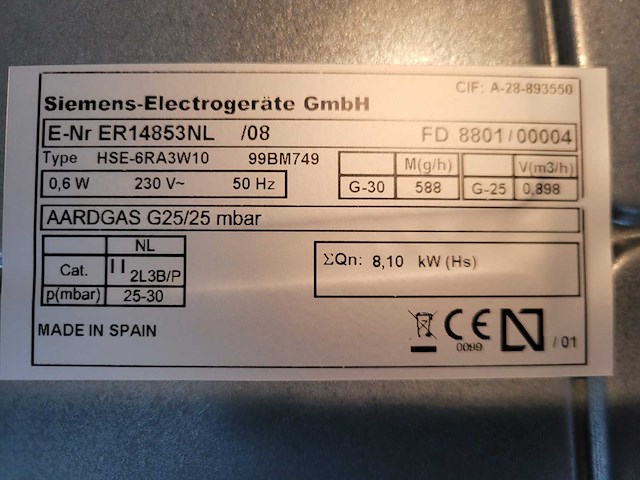 CIF: A-28-893550
Siemens-Electrogeräte GmbH
E-Nr ER14853NL /08 FD 8801/00004
Type HSE-6RA3W10 99BM749
0,6 W 230 V~ 50 Hz
M(g/h) V(m3/h)
G-30 588 G-25 0,898
AARDGAS G25/25 mbar
NL
Cat. II 2L3B/P
p(mbar) 25-30
ΣQn: 8,10 kW (Hs)
MADE IN SPAIN
CE N / 01
0099